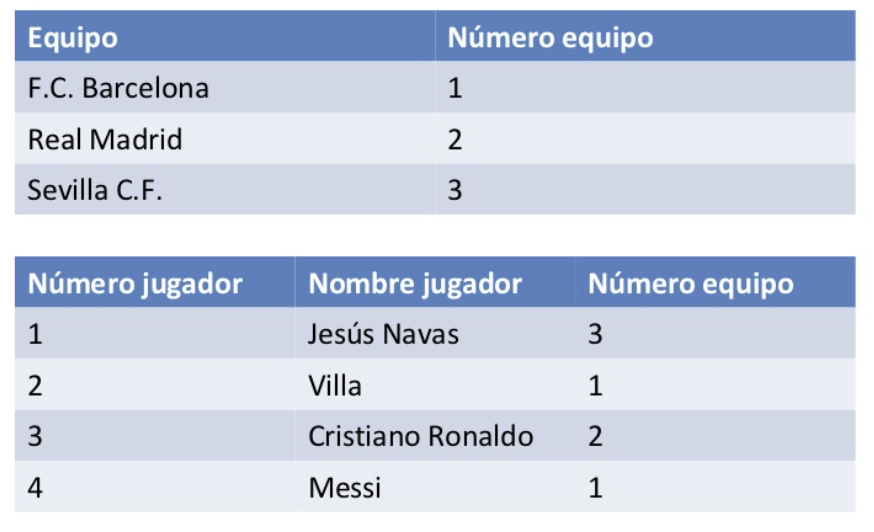 Equipo Número equipo
F.C. Barcelona 1
Real Madrid 2
Sevilla C.F. 3
Número jugador Nombre jugador Número equipo
1 Jesús Navas 3
2 Villa 1
3 Cristiano Ronaldo 2
4 Messi 1